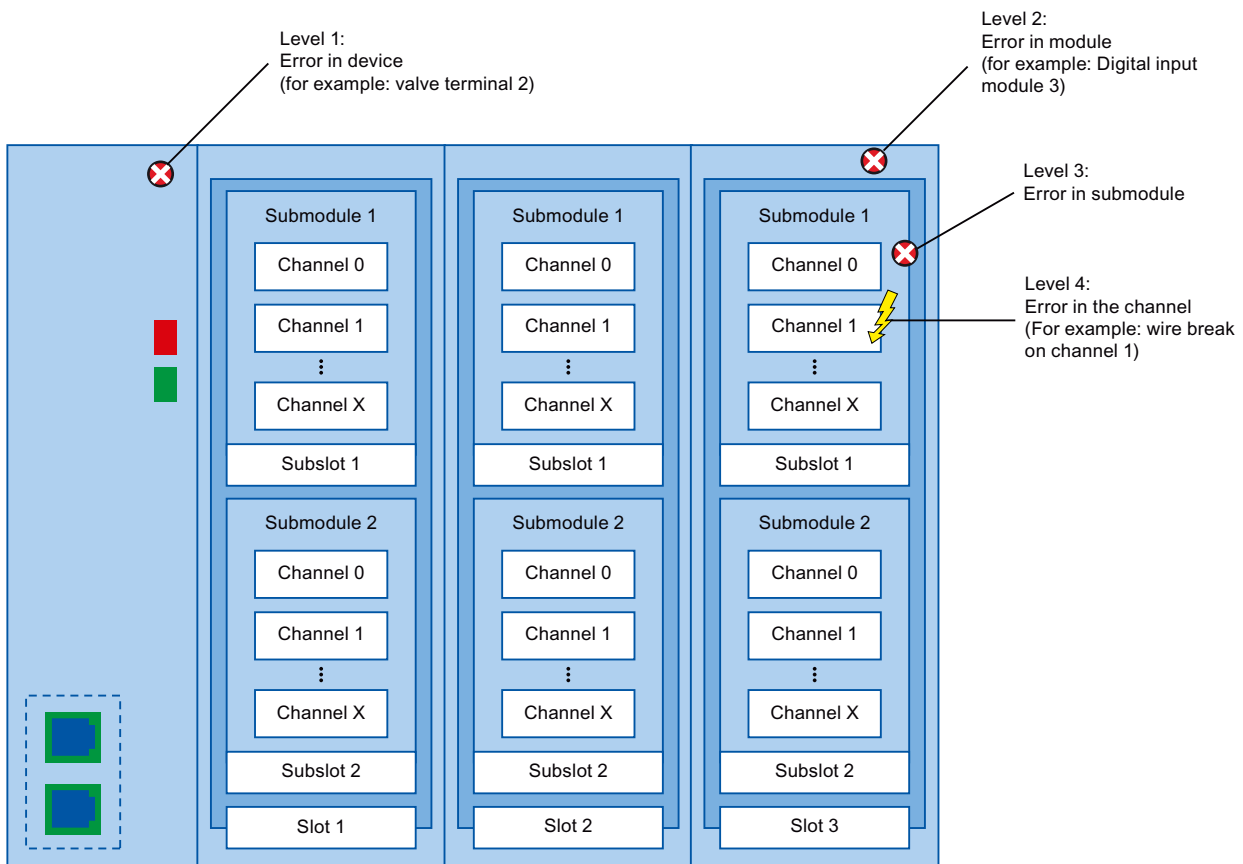 Level 1:
Error in device
(for example: valve terminal 2)
Level 2:
Error in module
(for example: Digital input
module 3)
Level 3:
Error in submodule
Level 4:
Error in the channel
(For example: wire break
on channel 1)
Submodule 1
Channel 0
Channel 1
Channel X
Subslot 1
Submodule 2
Channel 0
Channel 1
Channel X
Subslot 2
Slot 1
Submodule 1
Channel 0
Channel 1
Channel X
Subslot 1
Submodule 2
Channel 0
Channel 1
Channel X
Subslot 2
Slot 2
Submodule 1
Channel 0
Channel 1
Channel X
Subslot 1
Submodule 2
Channel 0
Channel 1
Channel X
Subslot 2
Slot 3